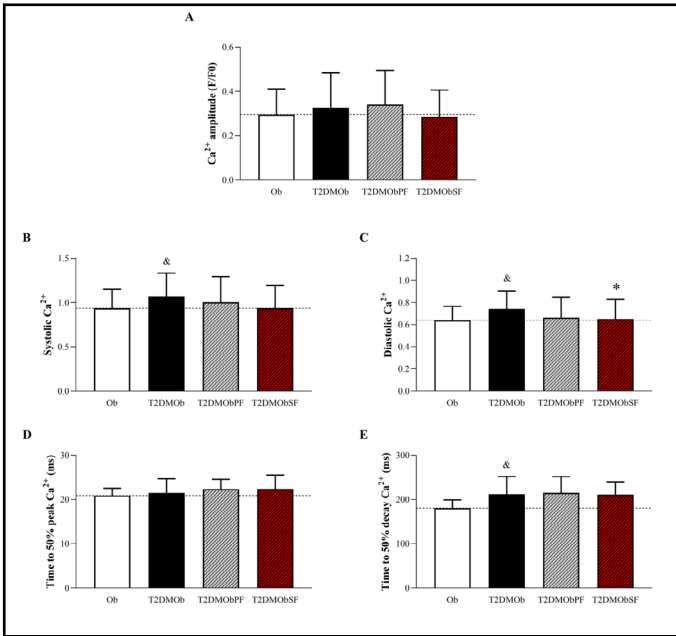 A
Ca²⁺ amplitude (F/F0)
0.6
0.4
0.2
0.0
Ob T2DMOb T2DMObPF T2DMObSF
B
Systolic Ca²⁺
1.5
&
1.0
0.5
0.0
Ob T2DMOb T2DMObPF T2DMObSF
C
Diastolic Ca²⁺
1.2
1.0
&
*
0.8
0.6
0.4
0.2
0.0
Ob T2DMOb T2DMObPF T2DMObSF
D
Time to 50% peak Ca²⁺ (ms)
30
20
10
0
Ob T2DMOb T2DMObPF T2DMObSF
E
Time to 50% decay Ca²⁺ (ms)
300
&
200
100
0
Ob T2DMOb T2DMObPF T2DMObSF